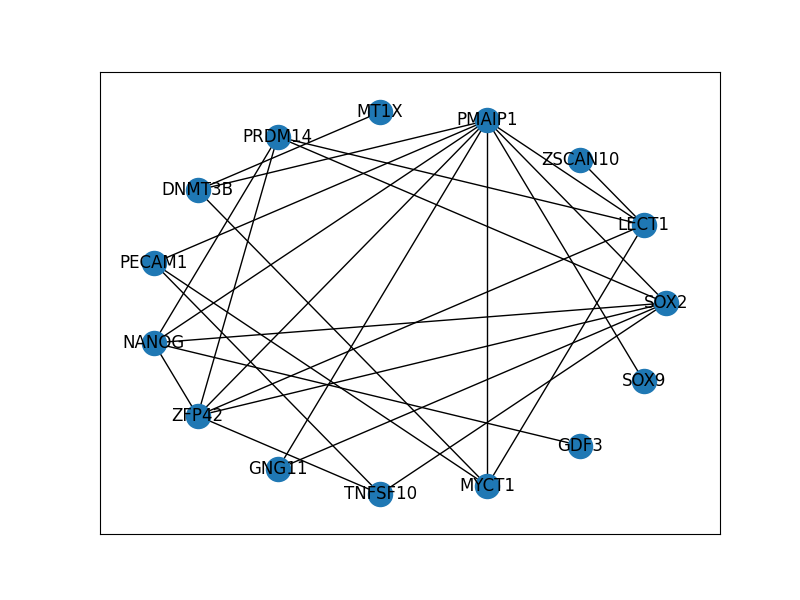 MT1X
PMAIP1
PRDM14
ZSCAN10
DNMT3B
LECT1
PECAM1
SOX2
NANOG
SOX9
ZFP42
GDF3
GNG11
MYCT1
TNFSF10